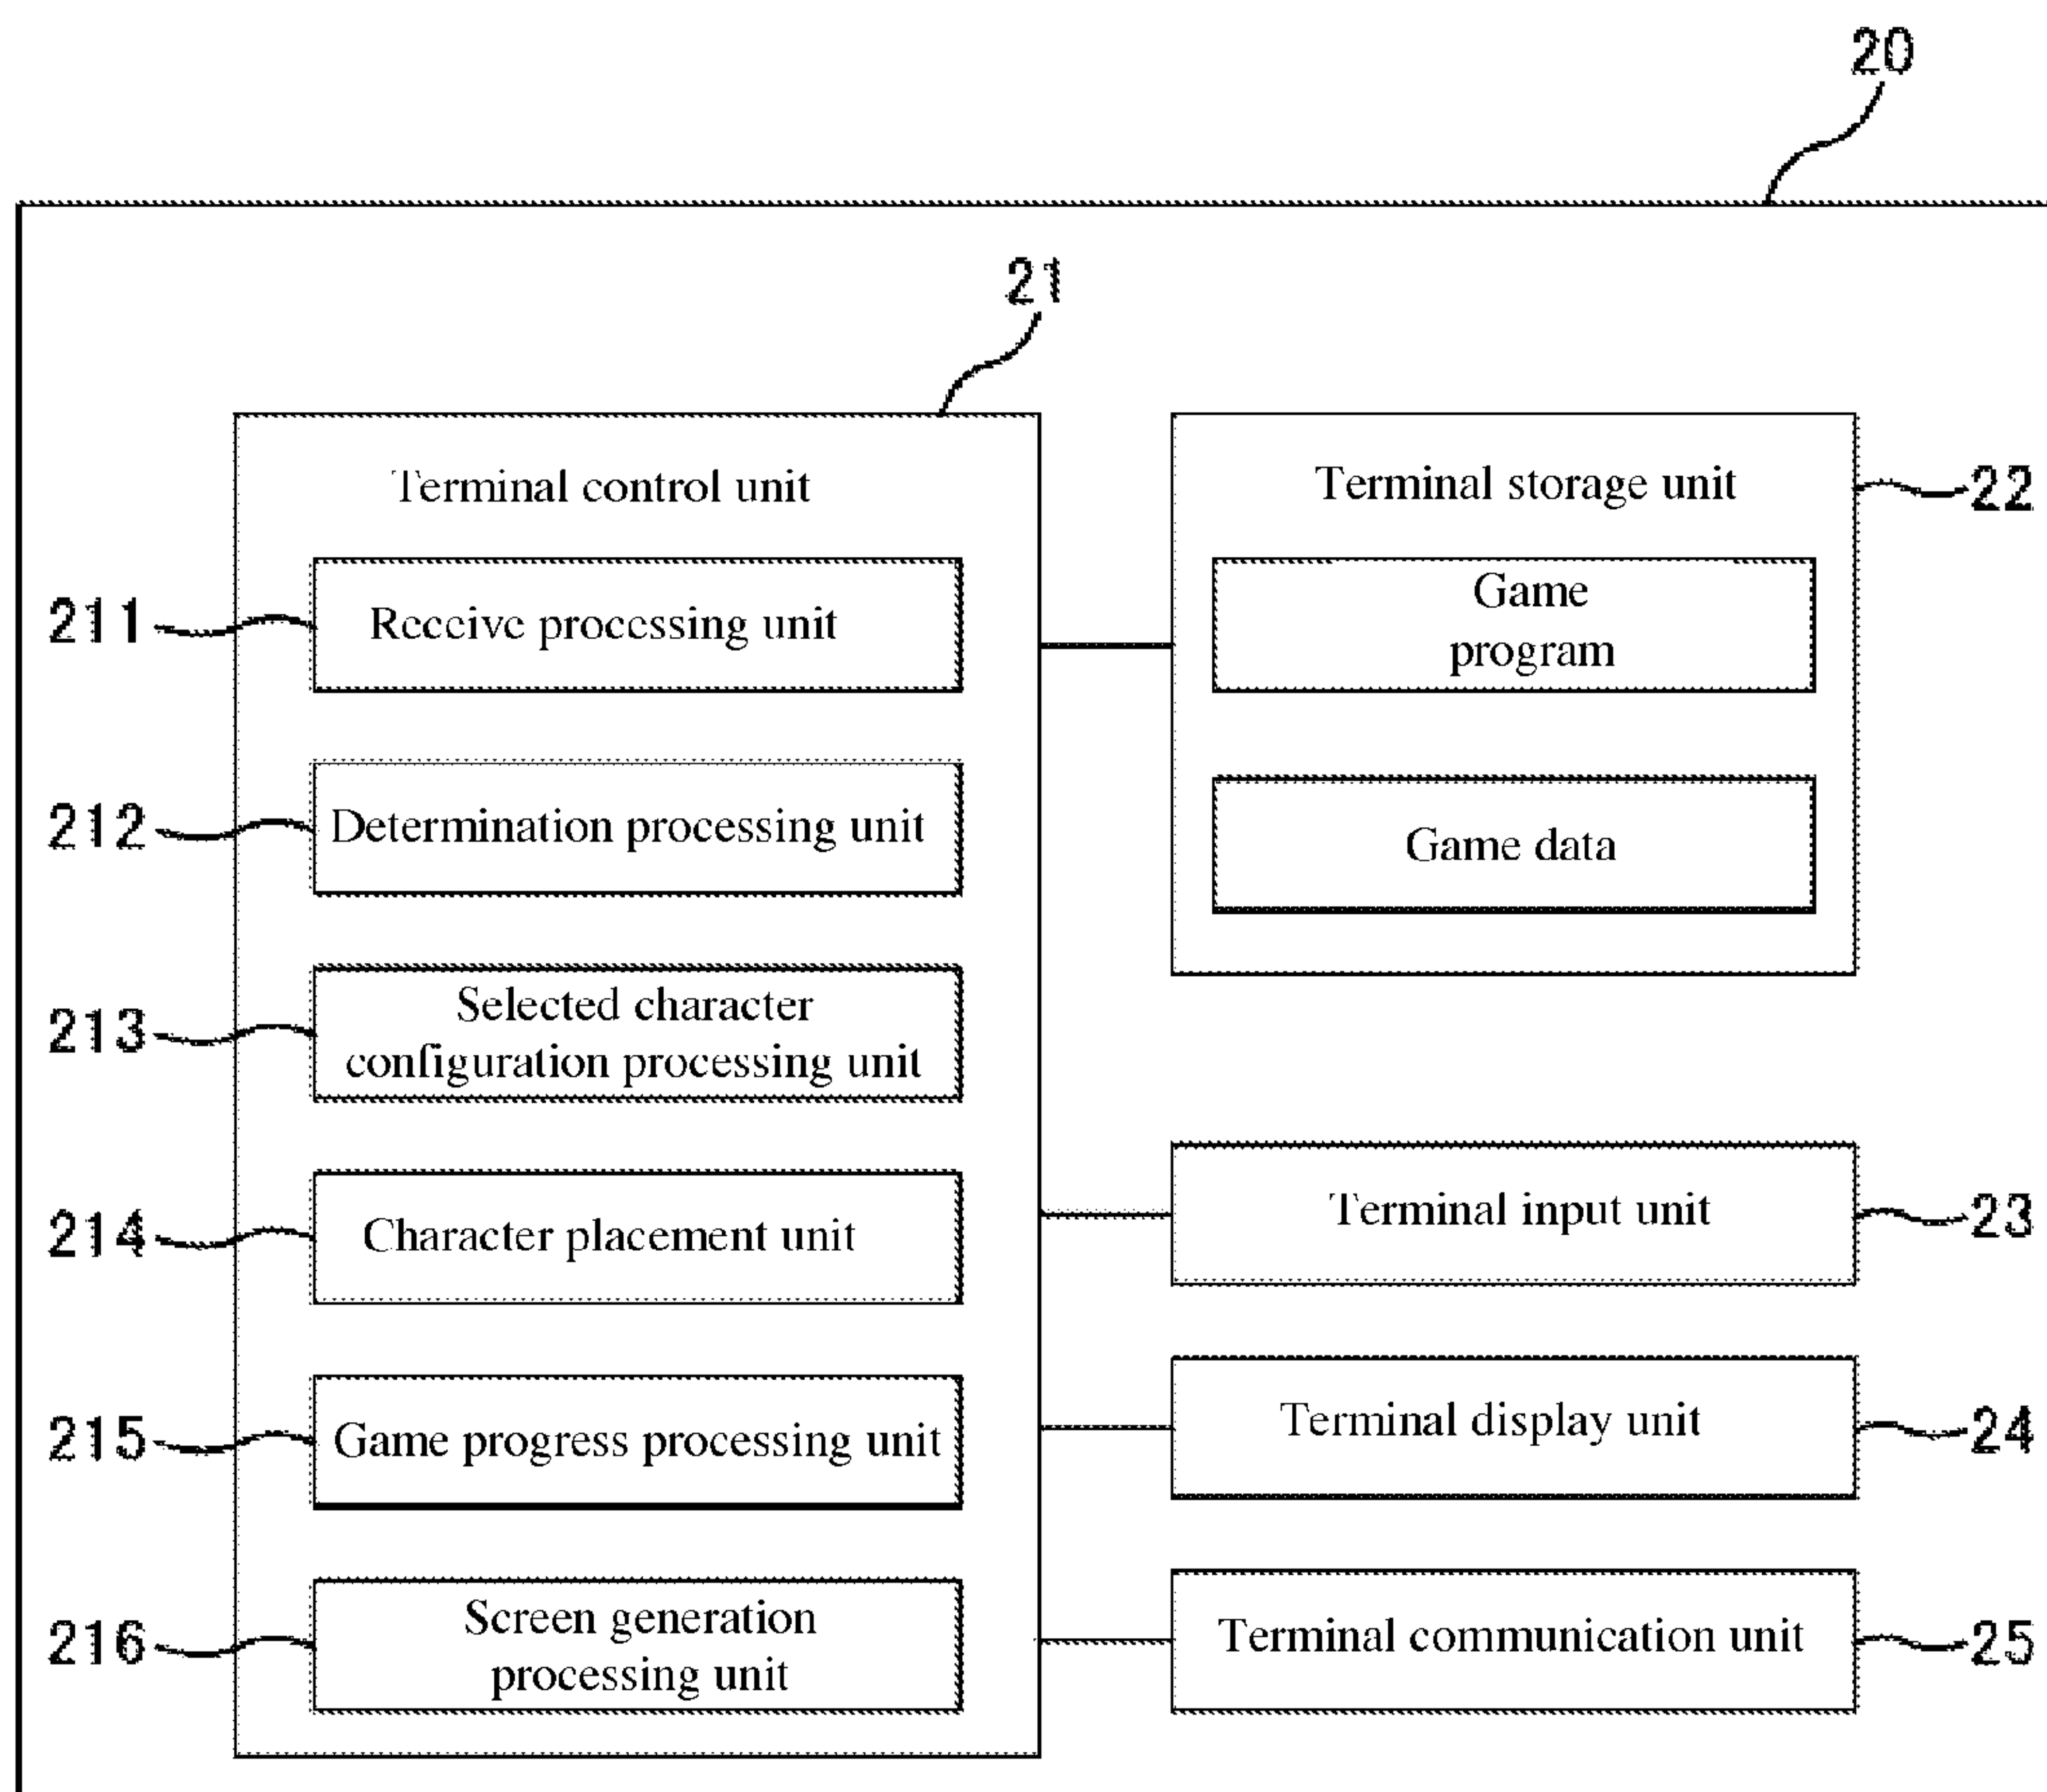 20
21
Terminal control unit
211
Receive processing unit
212
Determination processing unit
213
Selected character
configuration processing unit
214
Character placement unit
215
Game progress processing unit
216
Screen generation
processing unit
Terminal storage unit
22
Game
program
Game data
Terminal input unit
23
Terminal display unit
24
Terminal communication unit
25